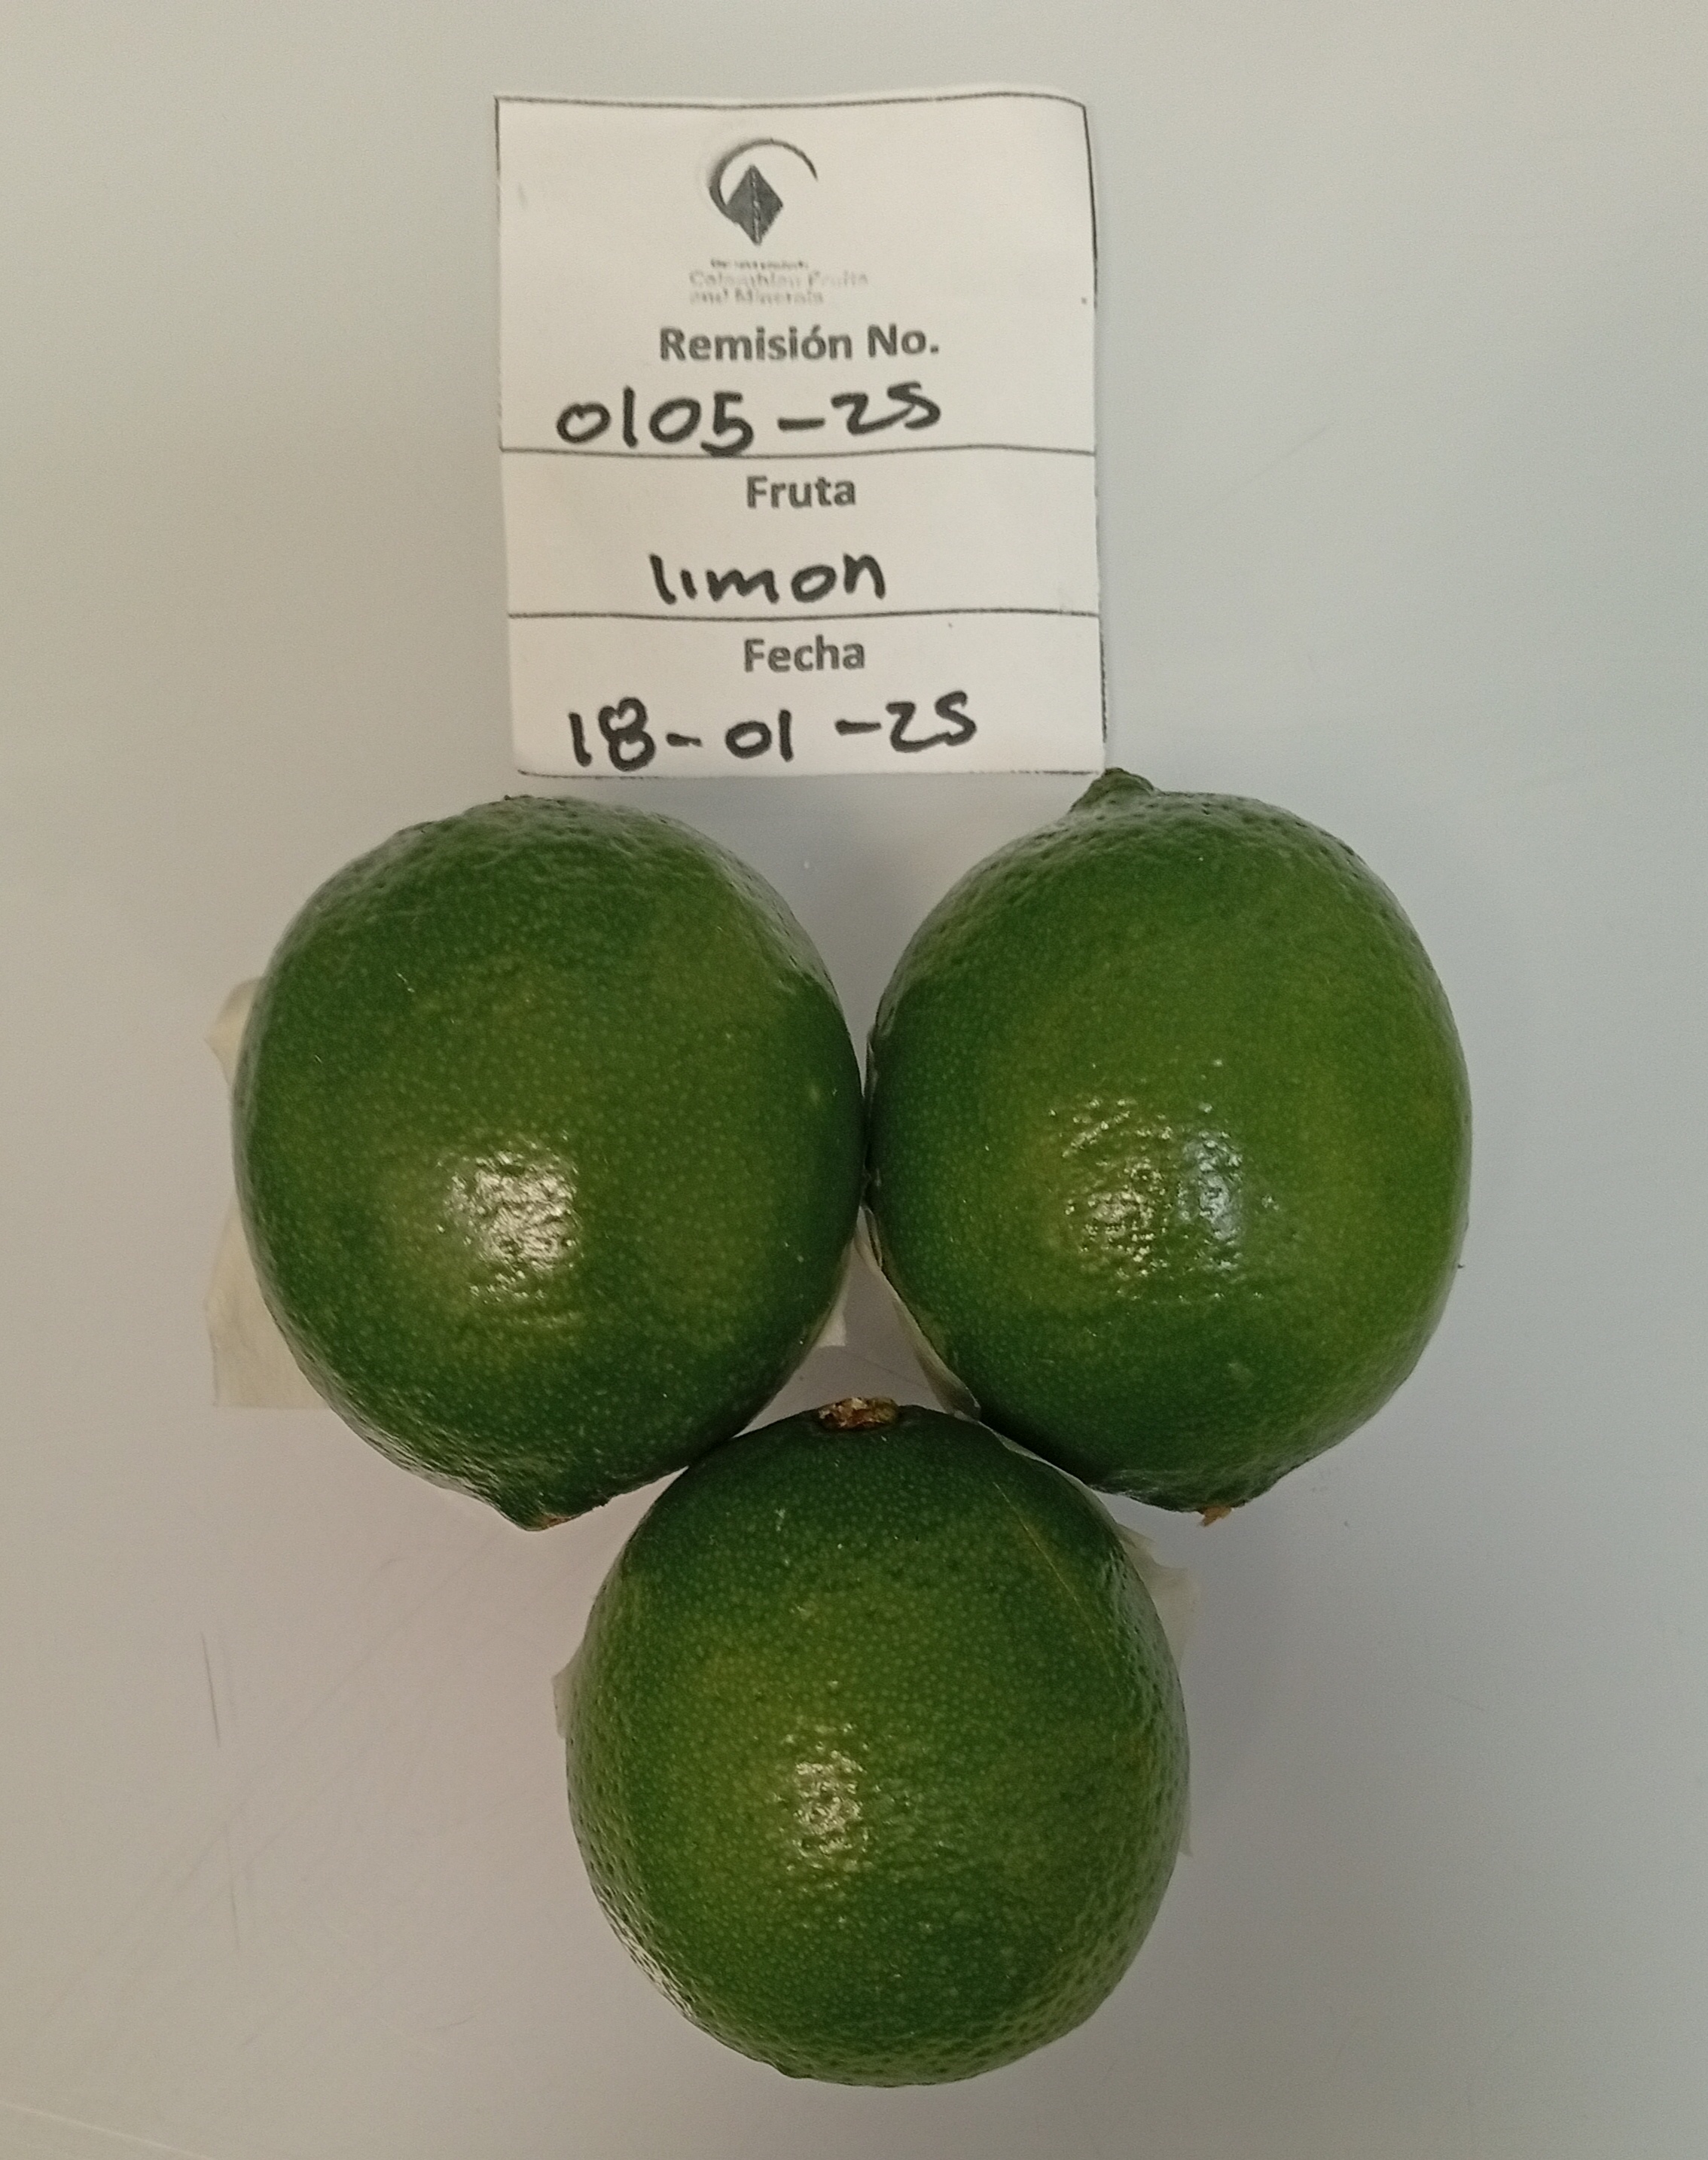 Colombian Fruits
and Minerals
Remisión No.
0105-25
Fruta
limon
Fecha
18-01-25